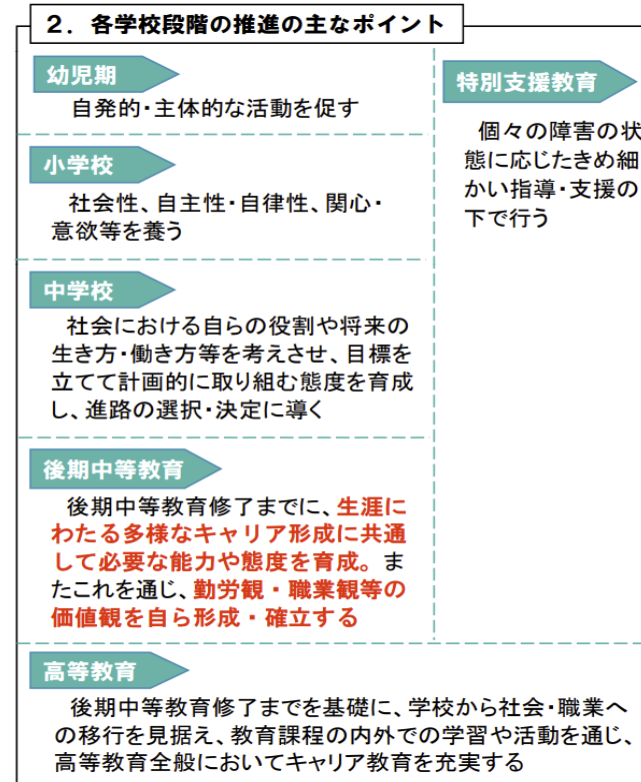 ２．各学校段階の推進の主なポイント
幼児期
自発的・主体的な活動を促す
小学校
社会性、自主性・自律性、関心・
意欲等を養う
中学校
社会における自らの役割や将来の
生き方・働き方等を考えさせ、目標を
立てて計画的に取り組む態度を育成
し、進路の選択・決定に導く
後期中等教育
後期中等教育修了までに、生涯に
わたる多様なキャリア形成に共通
して必要な能力や態度を育成。ま
たこれを通じ、勤労観・職業観等の
価値観を自ら形成・確立する
特別支援教育
個々の障害の状
態に応じたきめ細
かい指導・支援の
下で行う
高等教育
後期中等教育修了までを基礎に、学校から社会・職業へ
の移行を見据え、教育課程の内外での学習や活動を通じ、
高等教育全般においてキャリア教育を充実する